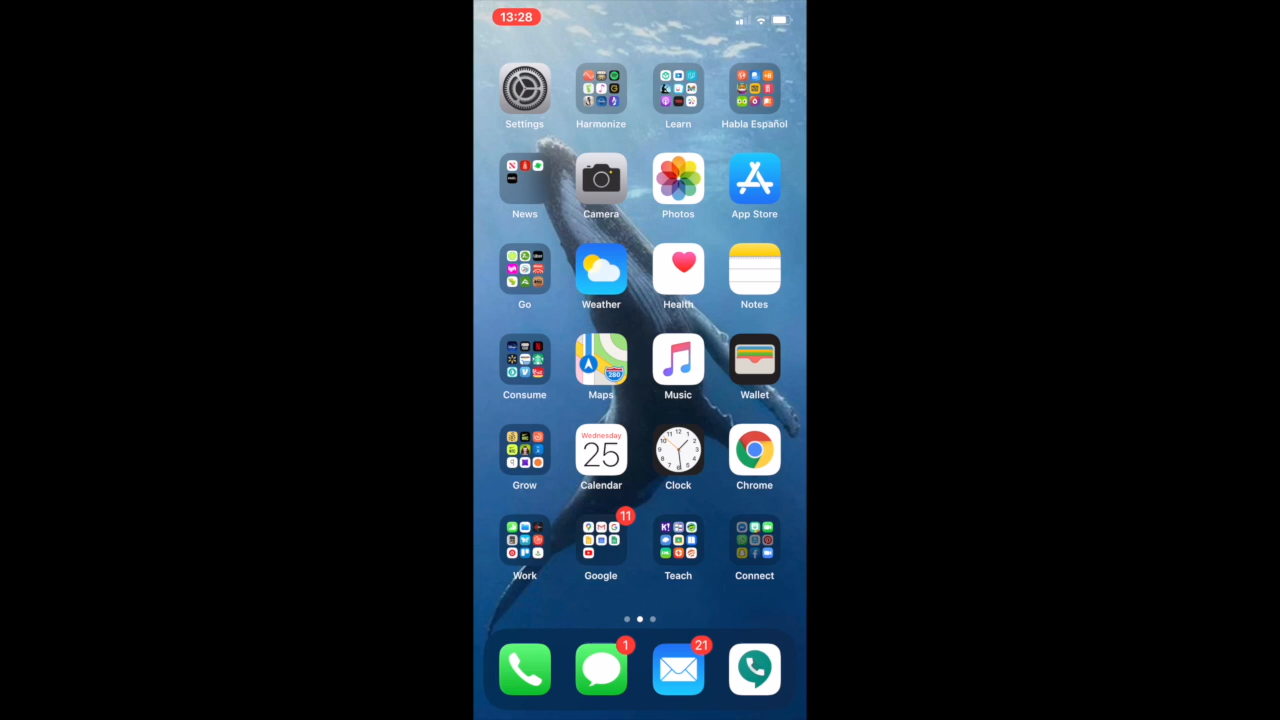 13:28
Settings
Harmonize
Learn
Habla Español
News
Camera
Photos
App Store
Go
Weather
Health
Notes
Consume
Maps
280
Music
Wallet
Wednesday
25
Grow
Calendar
Clock
Chrome
11
Work
Google
Teach
Connect
1
21